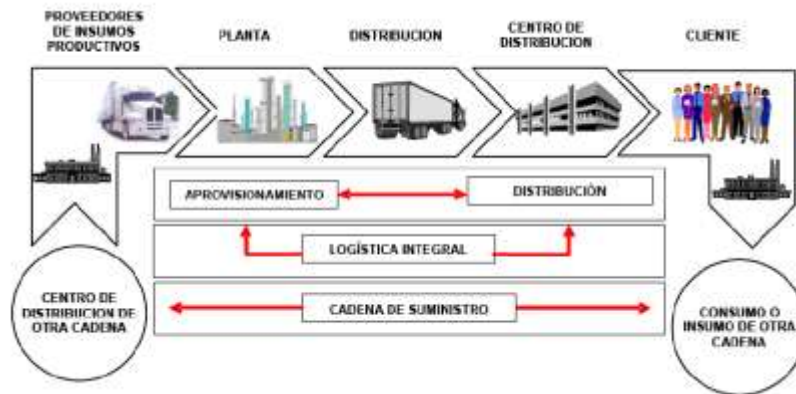 PROVEEDORES
DE INSUMOS
PRODUCTIVOS
PLANTA
DISTRIBUCION
CENTRO DE
DISTRIBUCION
CLIENTE
APROVISIONAMIENTO
DISTRIBUCIÓN
LOGÍSTICA INTEGRAL
CADENA DE SUMINISTRO
CENTRO DE
DISTRIBUCION DE
OTRA CADENA
CONSUMO O
INSUMO DE OTRA
CADENA